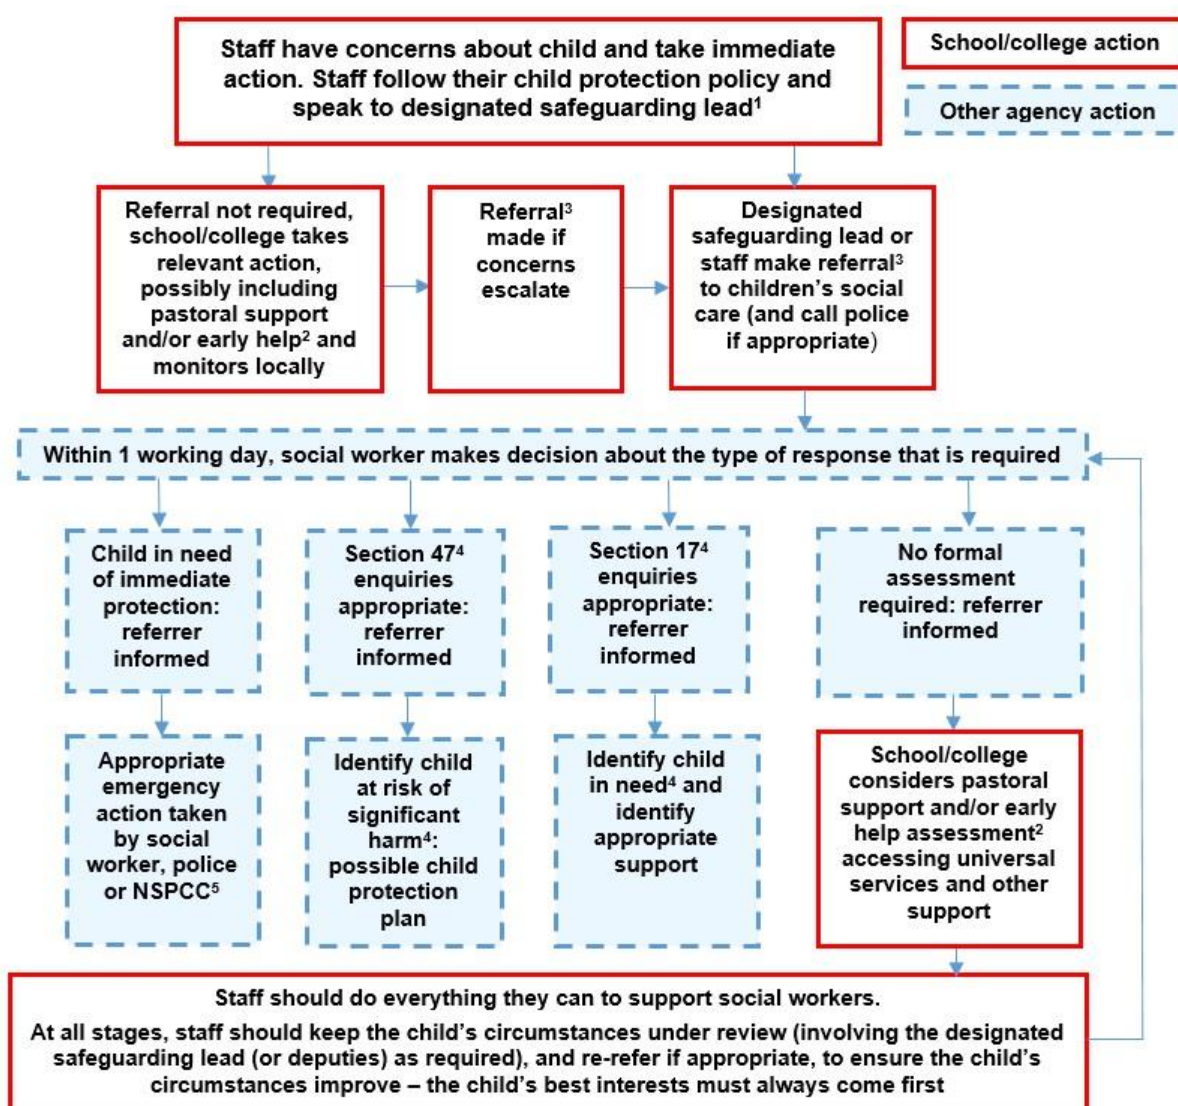 Staff have concerns about child and take immediate
action. Staff follow their child protection policy and
speak to designated safeguarding lead¹
School/college action
Other agency action
Referral not required,
school/college takes
relevant action,
possibly including
pastoral support
and/or early help² and
monitors locally
Referral³
made if
concerns
escalate
Designated
safeguarding lead or
staff make referral³
to children’s social
care (and call police
if appropriate)
Within 1 working day, social worker makes decision about the type of response that is required
Child in need
of immediate
protection:
referrer
informed
Section 47⁴
enquiries
appropriate:
referrer
informed
Section 17⁴
enquiries
appropriate:
referrer
informed
No formal
assessment
required: referrer
informed
Appropriate
emergency
action taken
by social
worker, police
or NSPCC⁵
Identify child
at risk of
significant
harm⁴:
possible child
protection
plan
Identify child
in need⁴ and
identify
appropriate
support
School/college
considers pastoral
support and/or early
help assessment²
accessing universal
services and other
support
Staff should do everything they can to support social workers.
At all stages, staff should keep the child’s circumstances under review (involving the designated
safeguarding lead (or deputies) as required), and re-refer if appropriate, to ensure the child’s
circumstances improve – the child’s best interests must always come first